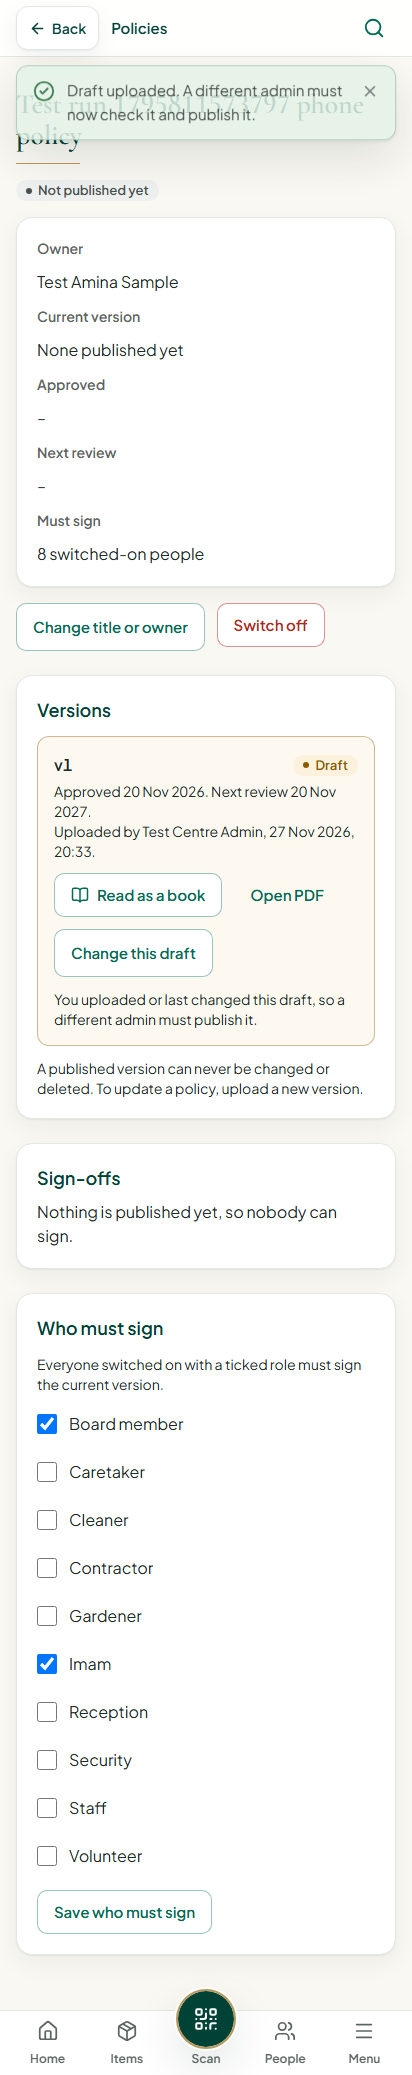 Back
Policies
Draft uploaded. A different admin must
now check it and publish it.
Test run 1795811573797 phone
policy
Not published yet
Owner
Test Amina Sample
Current version
None published yet
Approved
–
Next review
–
Must sign
8 switched-on people
Change title or owner
Switch off
Versions
v1
Draft
Approved 20 Nov 2026. Next review 20 Nov
2027.
Uploaded by Test Centre Admin, 27 Nov 2026,
20:33.
Read as a book
Open PDF
Change this draft
You uploaded or last changed this draft, so a
different admin must publish it.
A published version can never be changed or
deleted. To update a policy, upload a new version.
Sign-offs
Nothing is published yet, so nobody can
sign.
Who must sign
Everyone switched on with a ticked role must sign
the current version.
Board member
Caretaker
Cleaner
Contractor
Gardener
Imam
Reception
Security
Staff
Volunteer
Save who must sign
Home
Items
Scan
People
Menu